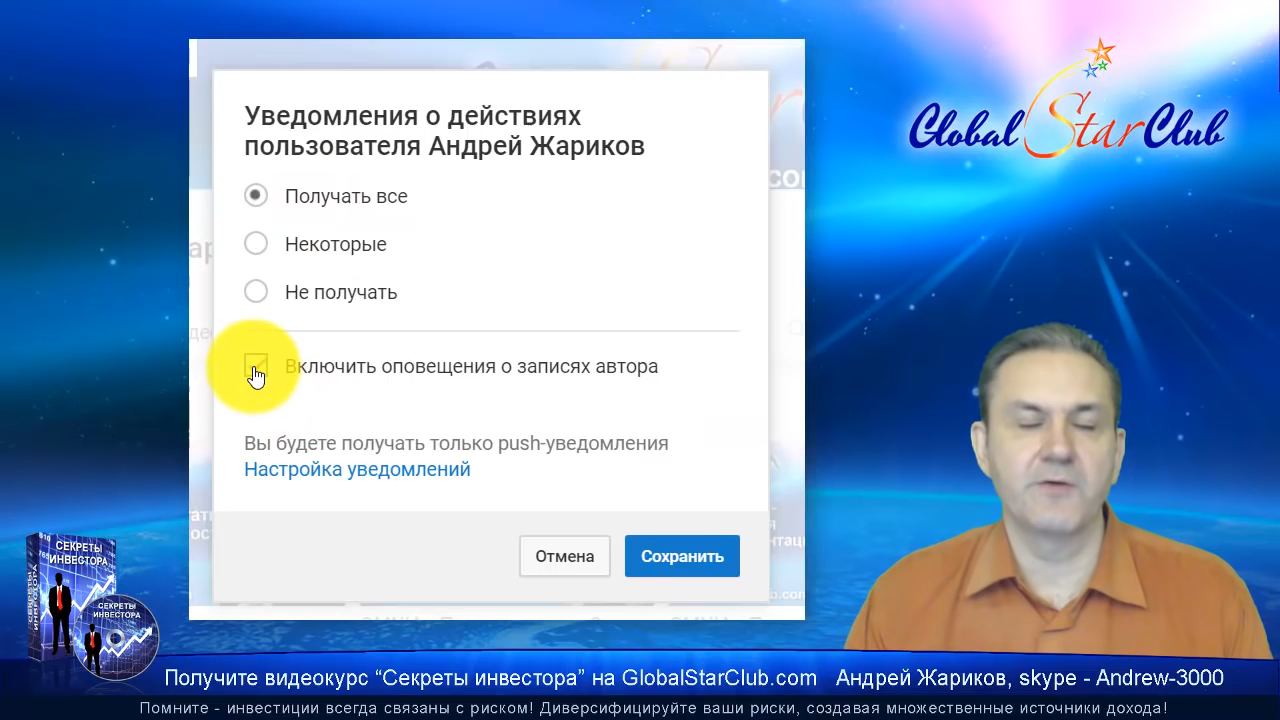 Уведомления о действиях
пользователя Андрей Жариков
Получать все
Некоторые
Не получать
Включить оповещения о записях автора
Вы будете получать только push-уведомления
Настройка уведомлений
Отмена
Сохранить
Global Star Club
СЕКРЕТЫ
ИНВЕСТОРА
СЕКРЕТЫ
ИНВЕСТОРА
Получите видеокурс “Секреты инвестора” на GlobalStarClub.com Андрей Жариков, skype - Andrew-3000
Помните - инвестиции всегда связаны с риском! Диверсифицируйте ваши риски, создавая множественные источники дохода!